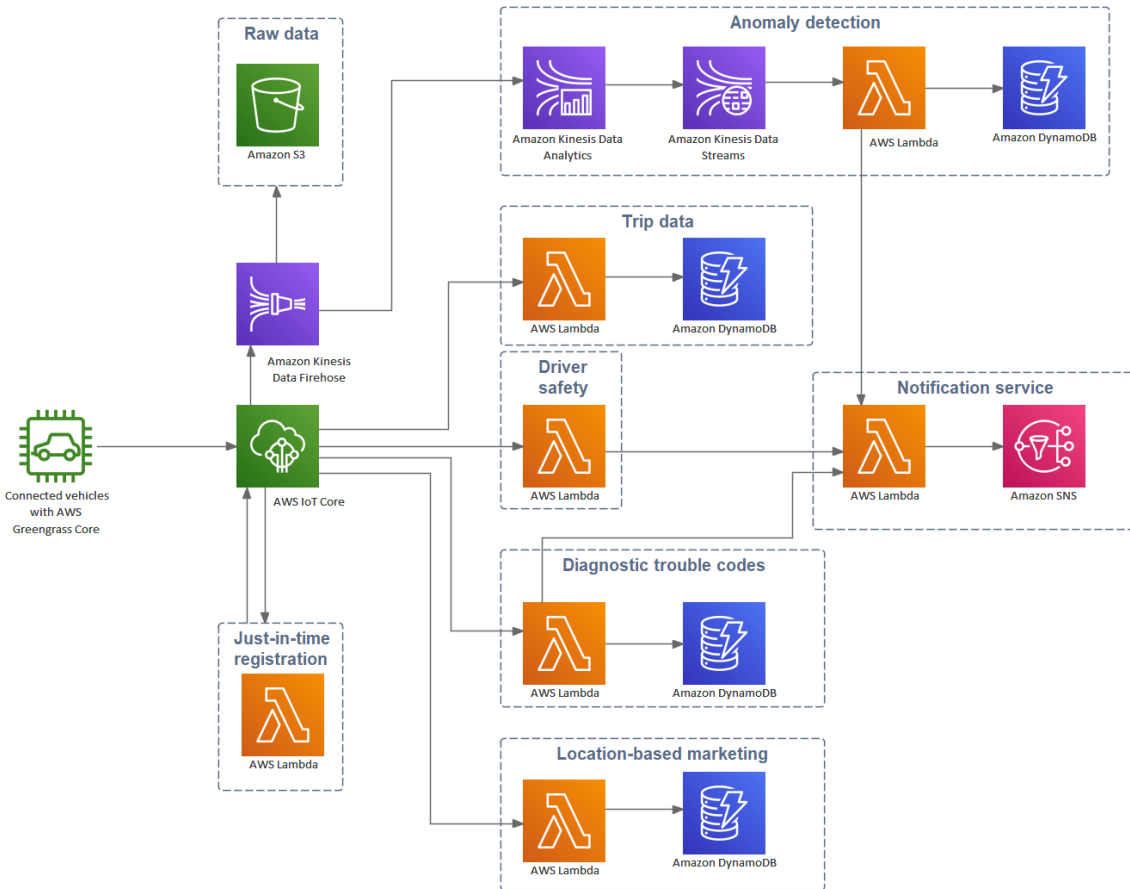 Raw data
Amazon S3
Anomaly detection
Amazon Kinesis Data
Analytics
Amazon Kinesis Data
Streams
AWS Lambda
Amazon DynamoDB
Trip data
AWS Lambda
Amazon DynamoDB
Amazon Kinesis
Data Firehose
Driver
safety
AWS Lambda
Notification service
AWS Lambda
Amazon SNS
Connected vehicles
with AWS
Greengrass Core
AWS IoT Core
Diagnostic trouble codes
AWS Lambda
Amazon DynamoDB
Just-in-time
registration
AWS Lambda
Location-based marketing
AWS Lambda
Amazon DynamoDB